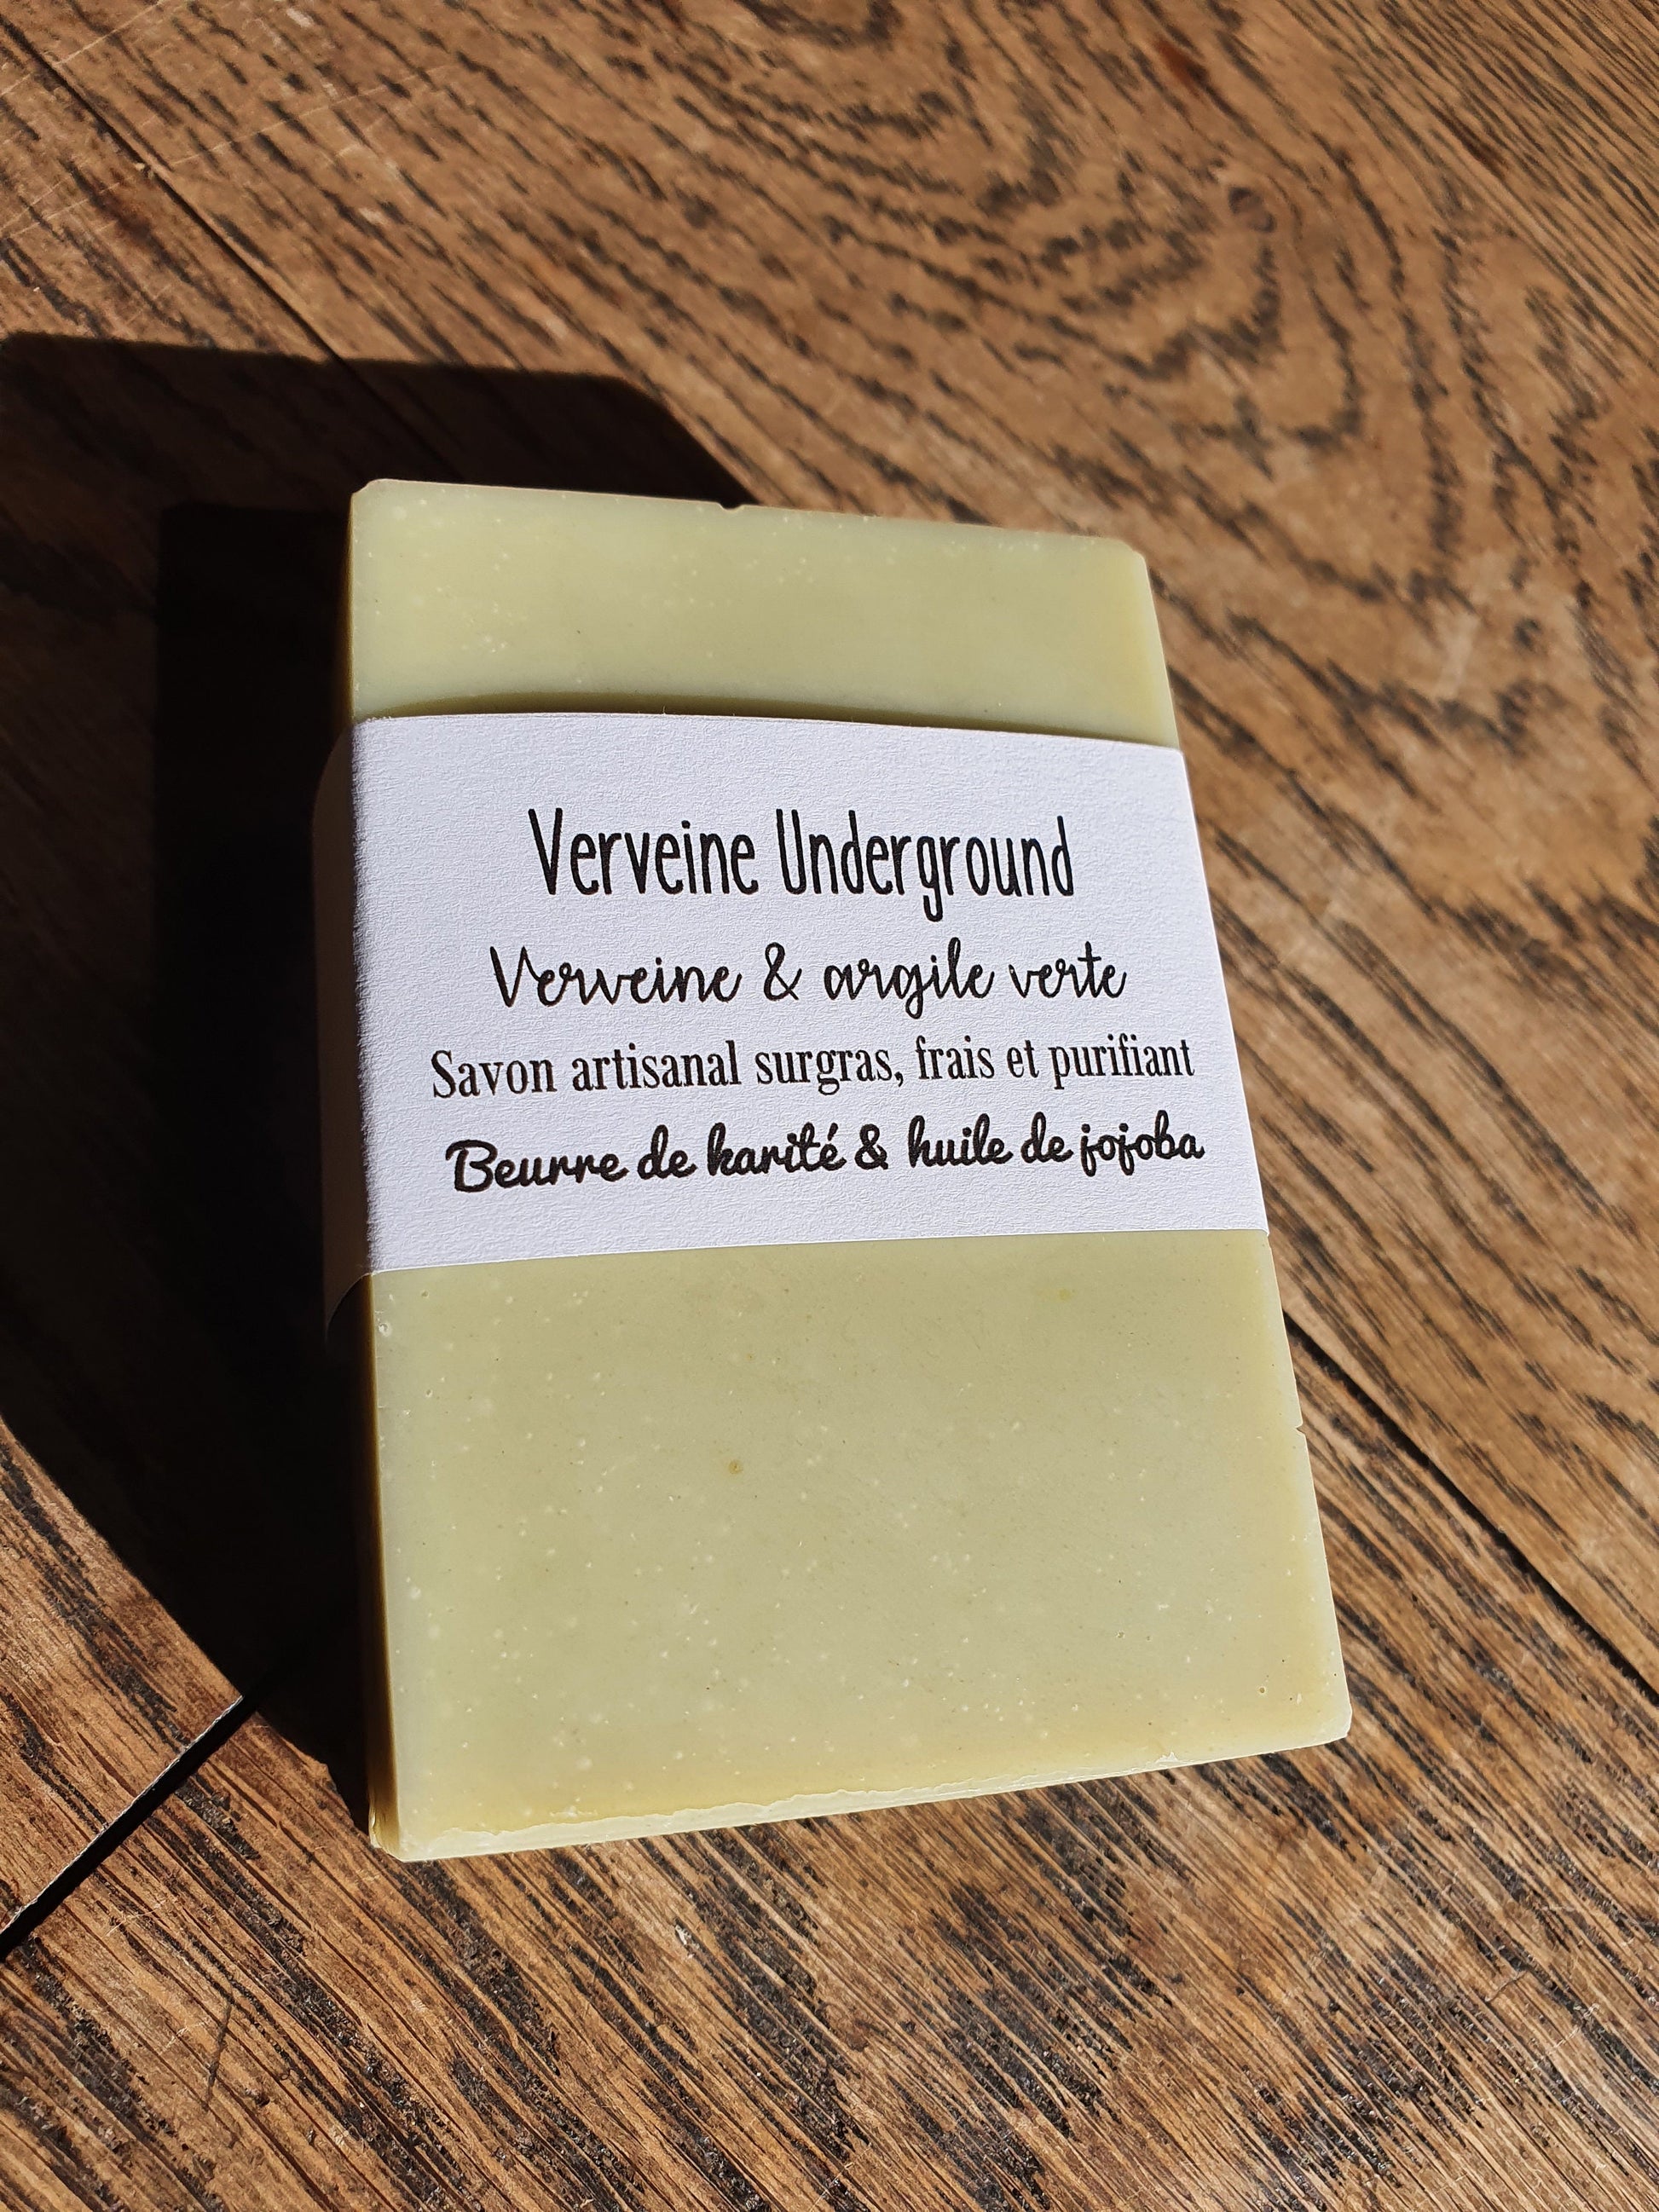 Verveine Underground
Verveine & argile verte
Savon artisanal surgras, frais et purifiant
Beurre de karité & huile de jojoba